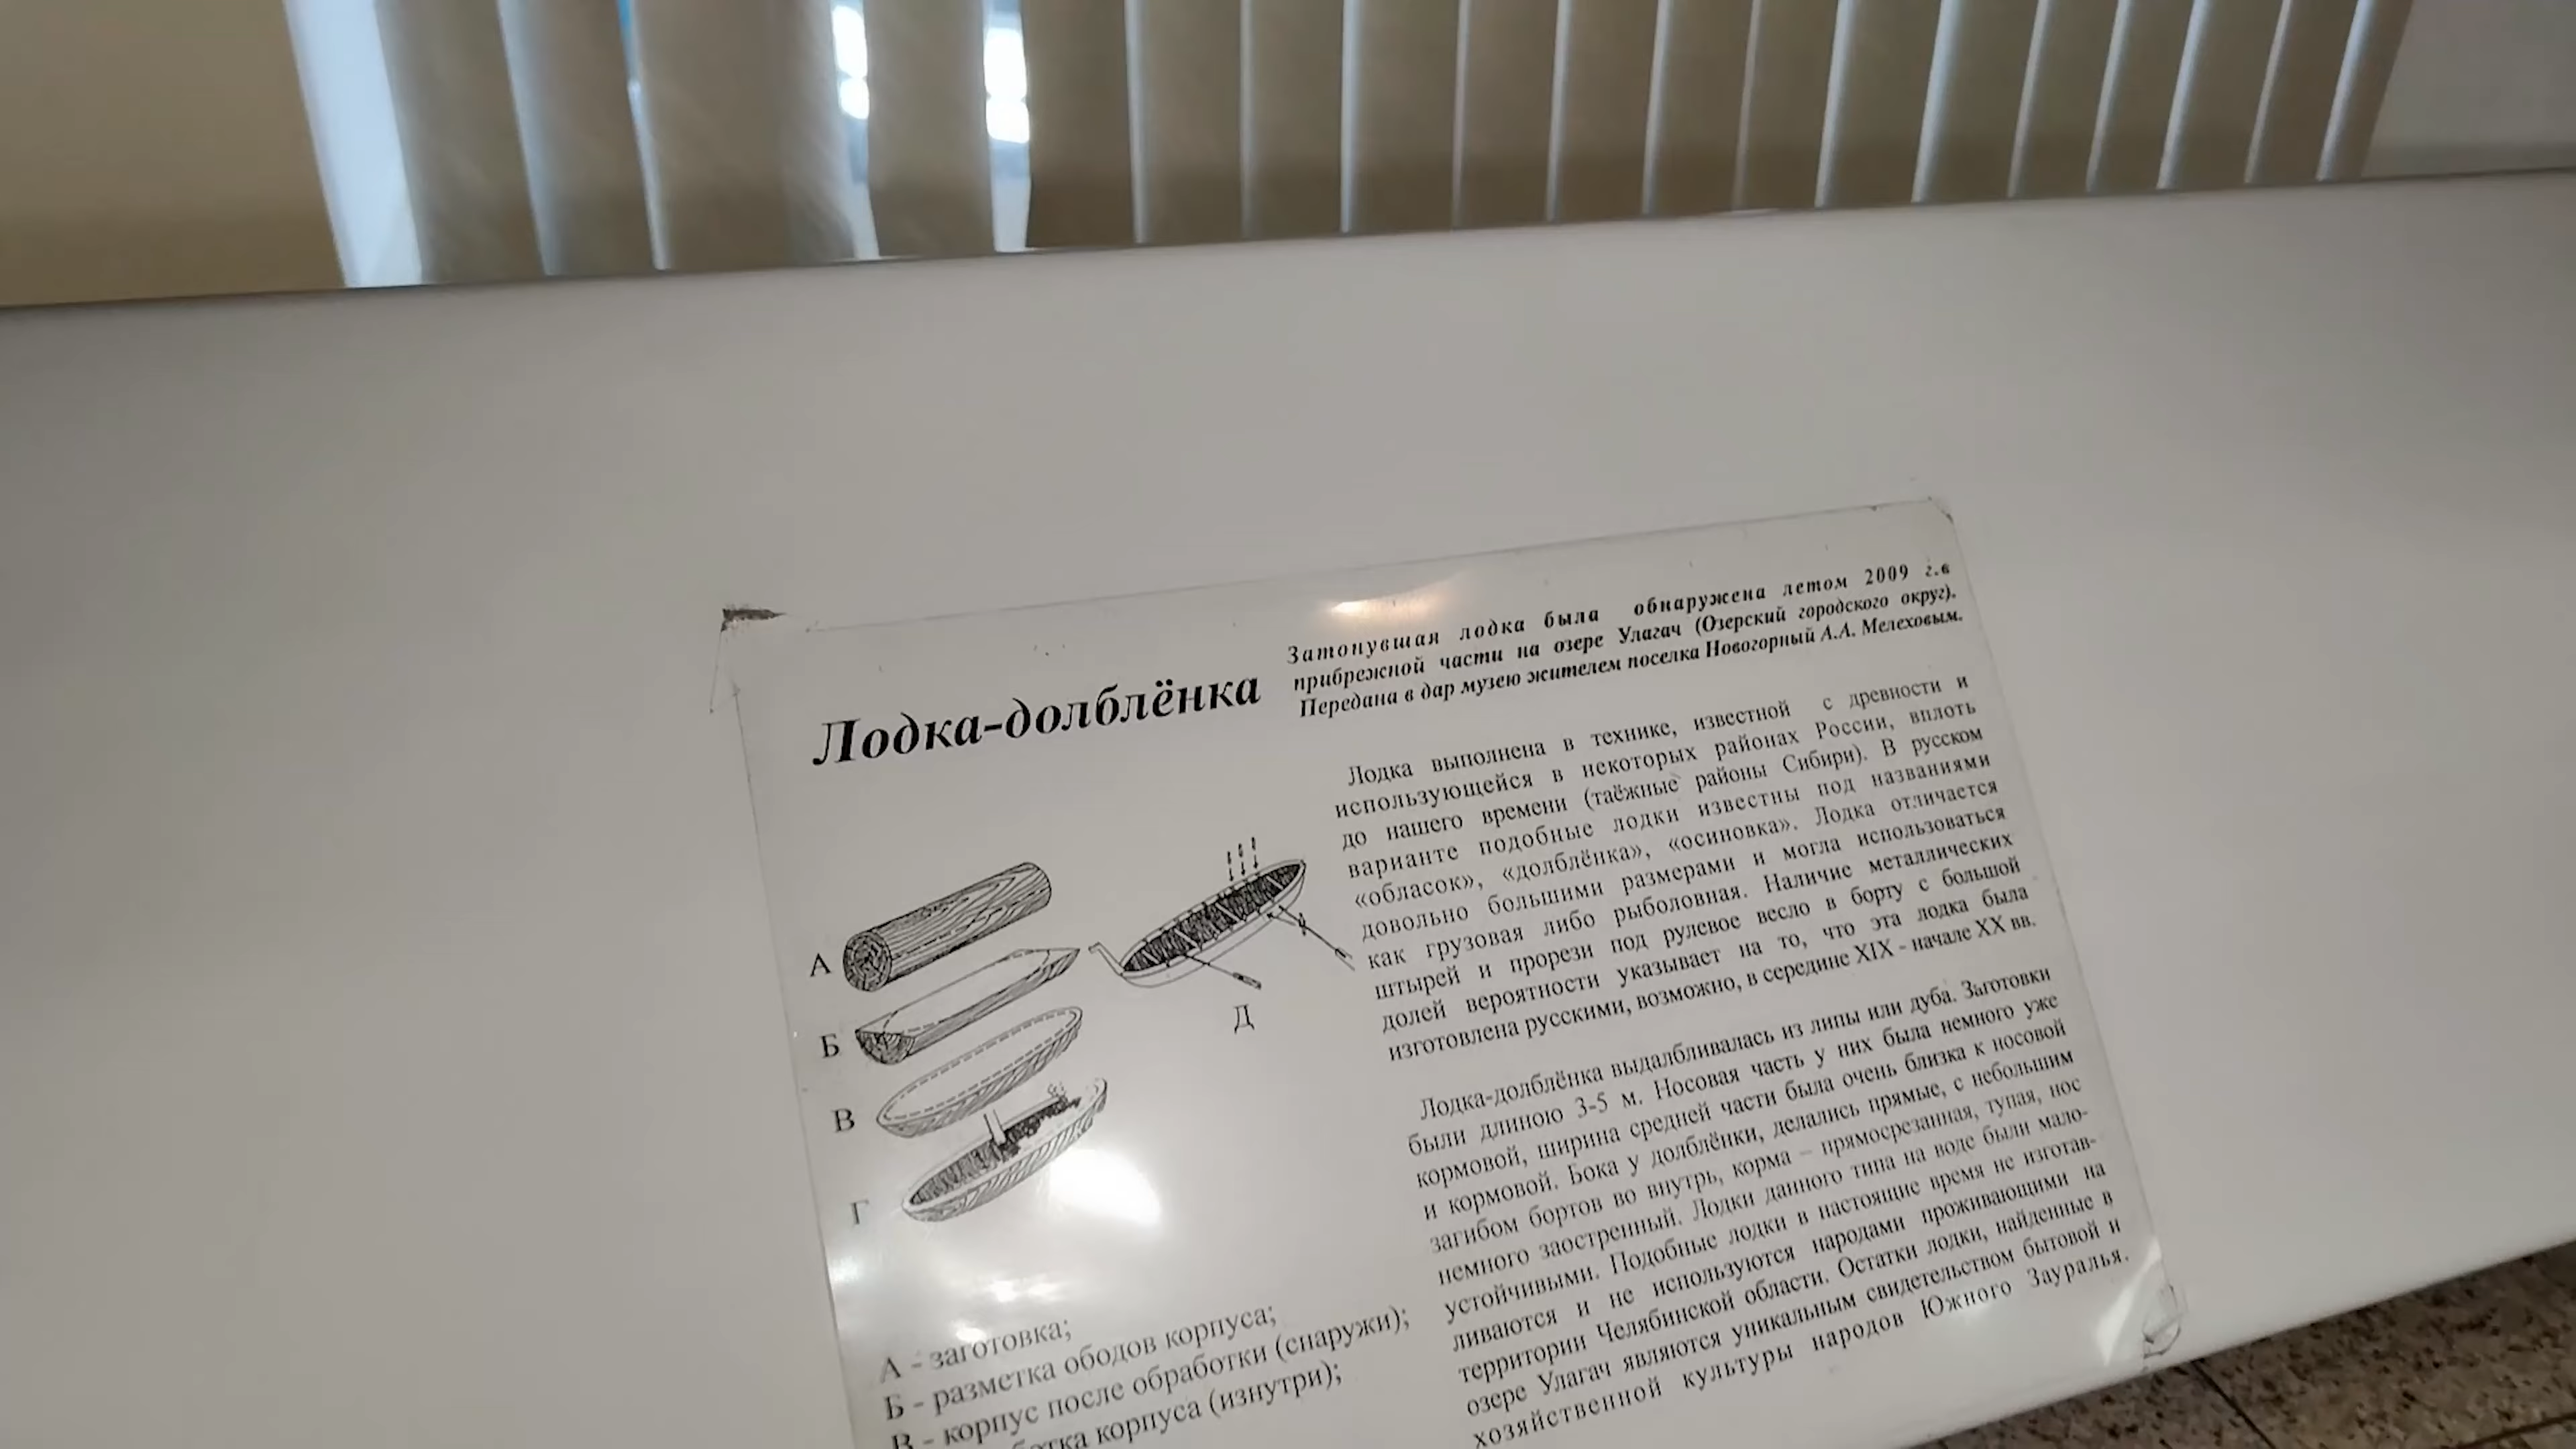 Лодка-долблёнка
Затопувшая лодка была обнаружена летом 2009 г.в
прибрежной части на озере Улагач (Озерский городского округ).
Передана в дар музею жителем поселка Новогорный А.А. Мелеховым.
Лодка выполнена в технике, известной с древности и
использующейся в некоторых районах России, вплоть
до нашего времени (таёжные районы Сибири). В русском
варианте подобные лодки известны под названиями
«обласок», «долблёнка», «осиновка». Лодка отличается
довольно большими размерами и могла использоваться
как грузовая либо рыболовная. Наличие металлических
штырей и прорези под рулевое весло в борту с большой
долей вероятности указывает на то, что эта лодка была
изготовлена русскими, возможно, в середине XIX - начале XX вв.
Лодка-долблёнка выдалбливалась из липы или дуба. Заготовки
были длиною 3-5 м. Носовая часть у них была немного уже
кормовой, ширина средней части была очень близка к носовой
и кормовой. Бока у долблёнки, делались прямые, с небольшим
загибом бортов во внутрь, корма – прямосрезанная, тупая, нос
немного заостренный. Лодки данного типа на воде были мало-
устойчивыми. Подобные лодки в настоящие время не изготав-
ливаются и не используются народами проживающими на
территории Челябинской области. Остатки лодки, найденные в
озере Улагач являются уникальным свидетельством бытовой и
хозяйственной культуры народов Южного Зауралья.
А
Б
В
Г
Д
А - заготовка;
Б - разметка ободов корпуса;
В - корпус после обработки (снаружи);
корпуса (изнутри);